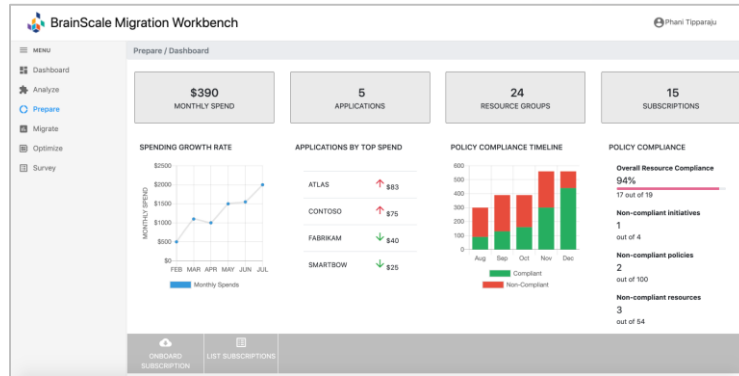 BrainScale Migration Workbench
Phani Tipparaju
MENU
Prepare / Dashboard
Dashboard
Analyze
Prepare
Migrate
Optimize
Survey
$390
MONTHLY SPEND
5
APPLICATIONS
24
RESOURCE GROUPS
15
SUBSCRIPTIONS
SPENDING GROWTH RATE
MONTHLY SPEND
$2500
$2000
$1500
$1000
$500
$0
FEB MAR APR MAY JUN JUL
Monthly Spends
APPLICATIONS BY TOP SPEND
ATLAS $83
CONTOSO $75
FABRIKAM $40
SMARTBOW $25
POLICY COMPLIANCE TIMELINE
600
500
400
300
200
100
0
Aug Sep Oct Nov Dec
Compliant
Non-Compliant
POLICY COMPLIANCE
Overall Resource Compliance
94%
17 out of 19
Non-compliant initiatives
1
out of 4
Non-compliant policies
2
out of 100
Non-compliant resources
3
out of 54
ONBOARD
SUBSCRIPTION
LIST SUBSCRIPTIONS